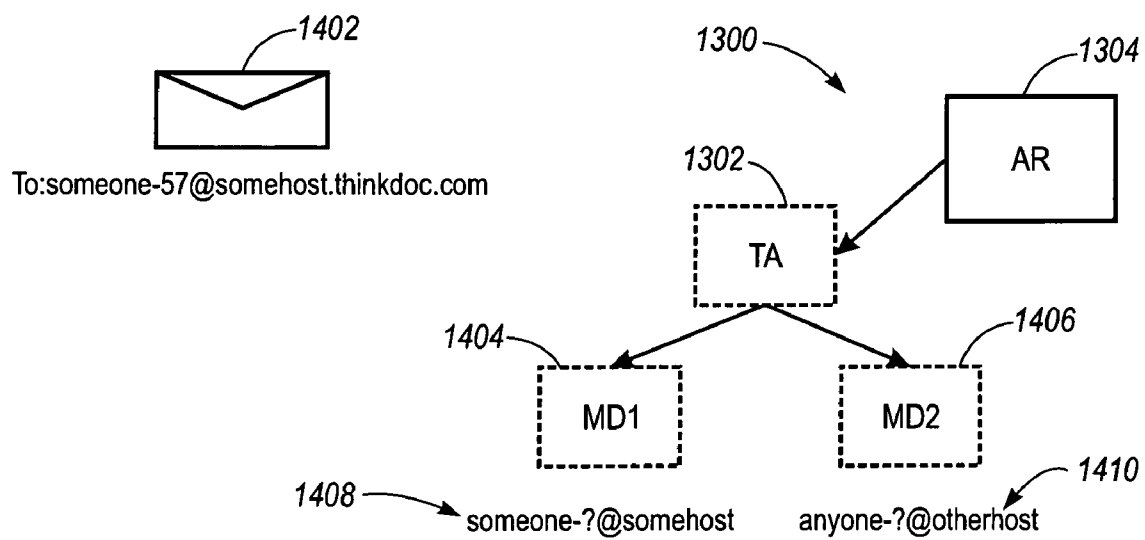 1402
1300
1304
AR
1302
To:someone-57@somehost.thinkdoc.com
TA
1404
1406
MD1
MD2
1408
1410
someone-?@somehost
anyone-?@otherhost